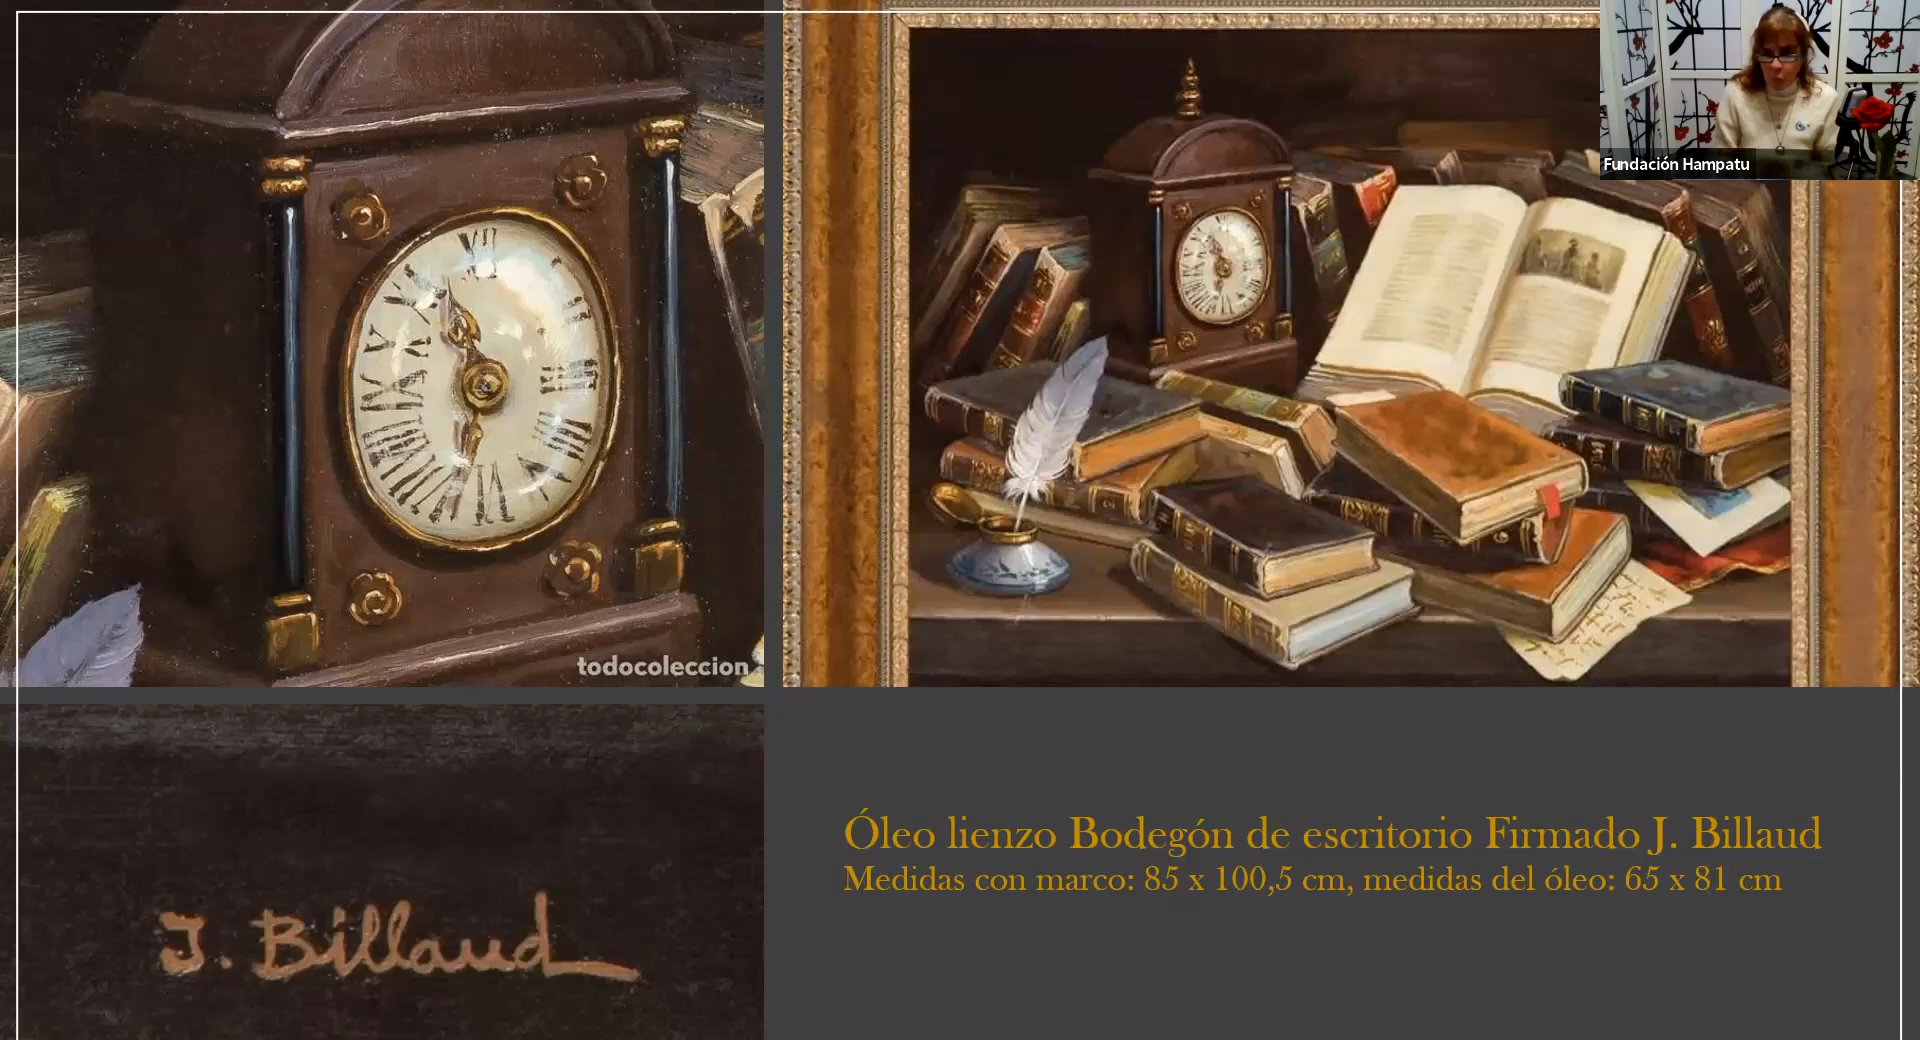 XII
todocoleccion
Fundación Hampatu
J. Billaud
Óleo lienzo Bodegón de escritorio Firmado J. Billaud
Medidas con marco: 85 x 100,5 cm, medidas del óleo: 65 x 81 cm